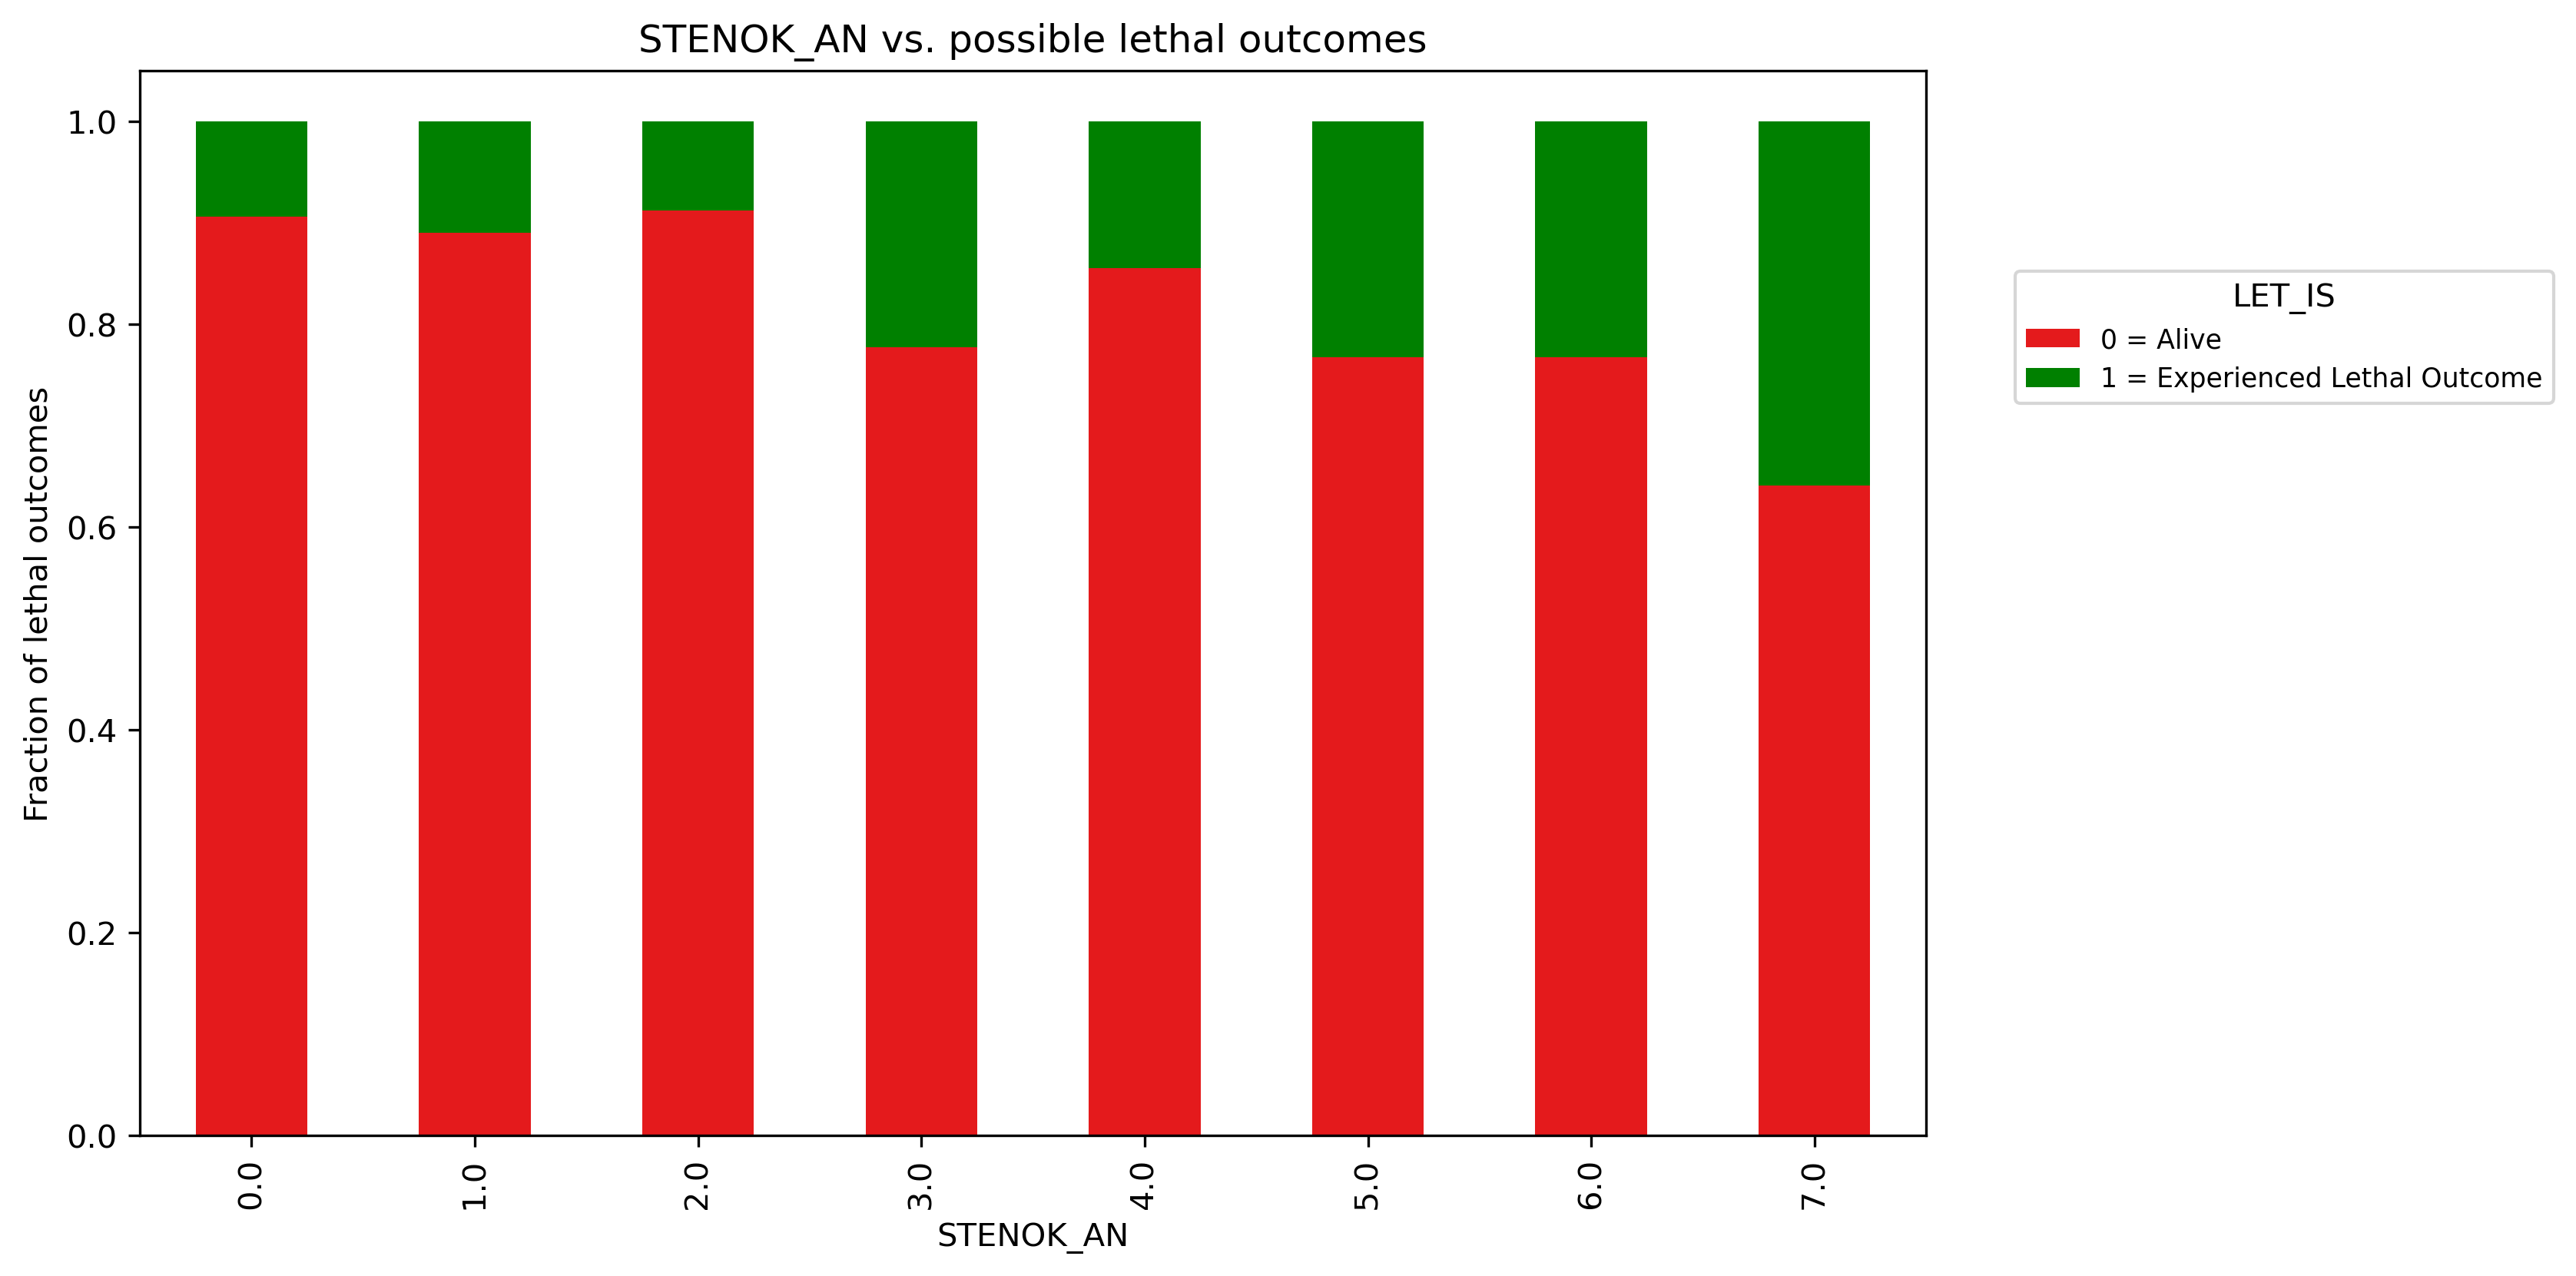 STENOK_AN vs. possible lethal outcomes
Fraction of lethal outcomes
1.0
0.8
0.6
0.4
0.2
0.0
0.0
1.0
2.0
3.0
4.0
5.0
6.0
7.0
STENOK_AN
LET_IS
0 = Alive
1 = Experienced Lethal Outcome